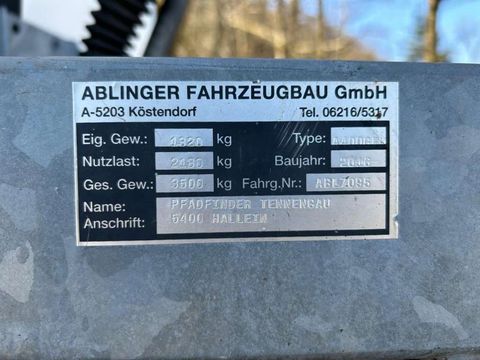 ABLINGER FAHRZEUGBAU GmbH
A-5203 Köstendorf Tel. 06216/5317
Eig. Gew.: 1320 kg Type:
Nutzlast: kg Baujahr:
Ges. Gew.: 3500 kg Fahrg.Nr.:
Name: PFADFINDER TENNENGAU
Anschrift: 5400 HALLEIN